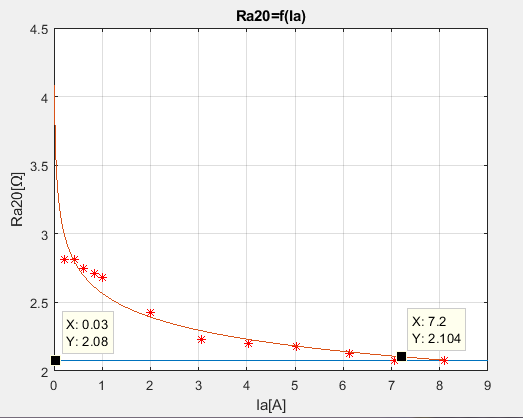 Ra20=f(Ia)
4.5
4
3.5
3
2.5
2
Ra20[Ω]
X: 0.03
Y: 2.08
X: 7.2
Y: 2.104
0 1 2 3 4 5 6 7 8 9
Ia[A]